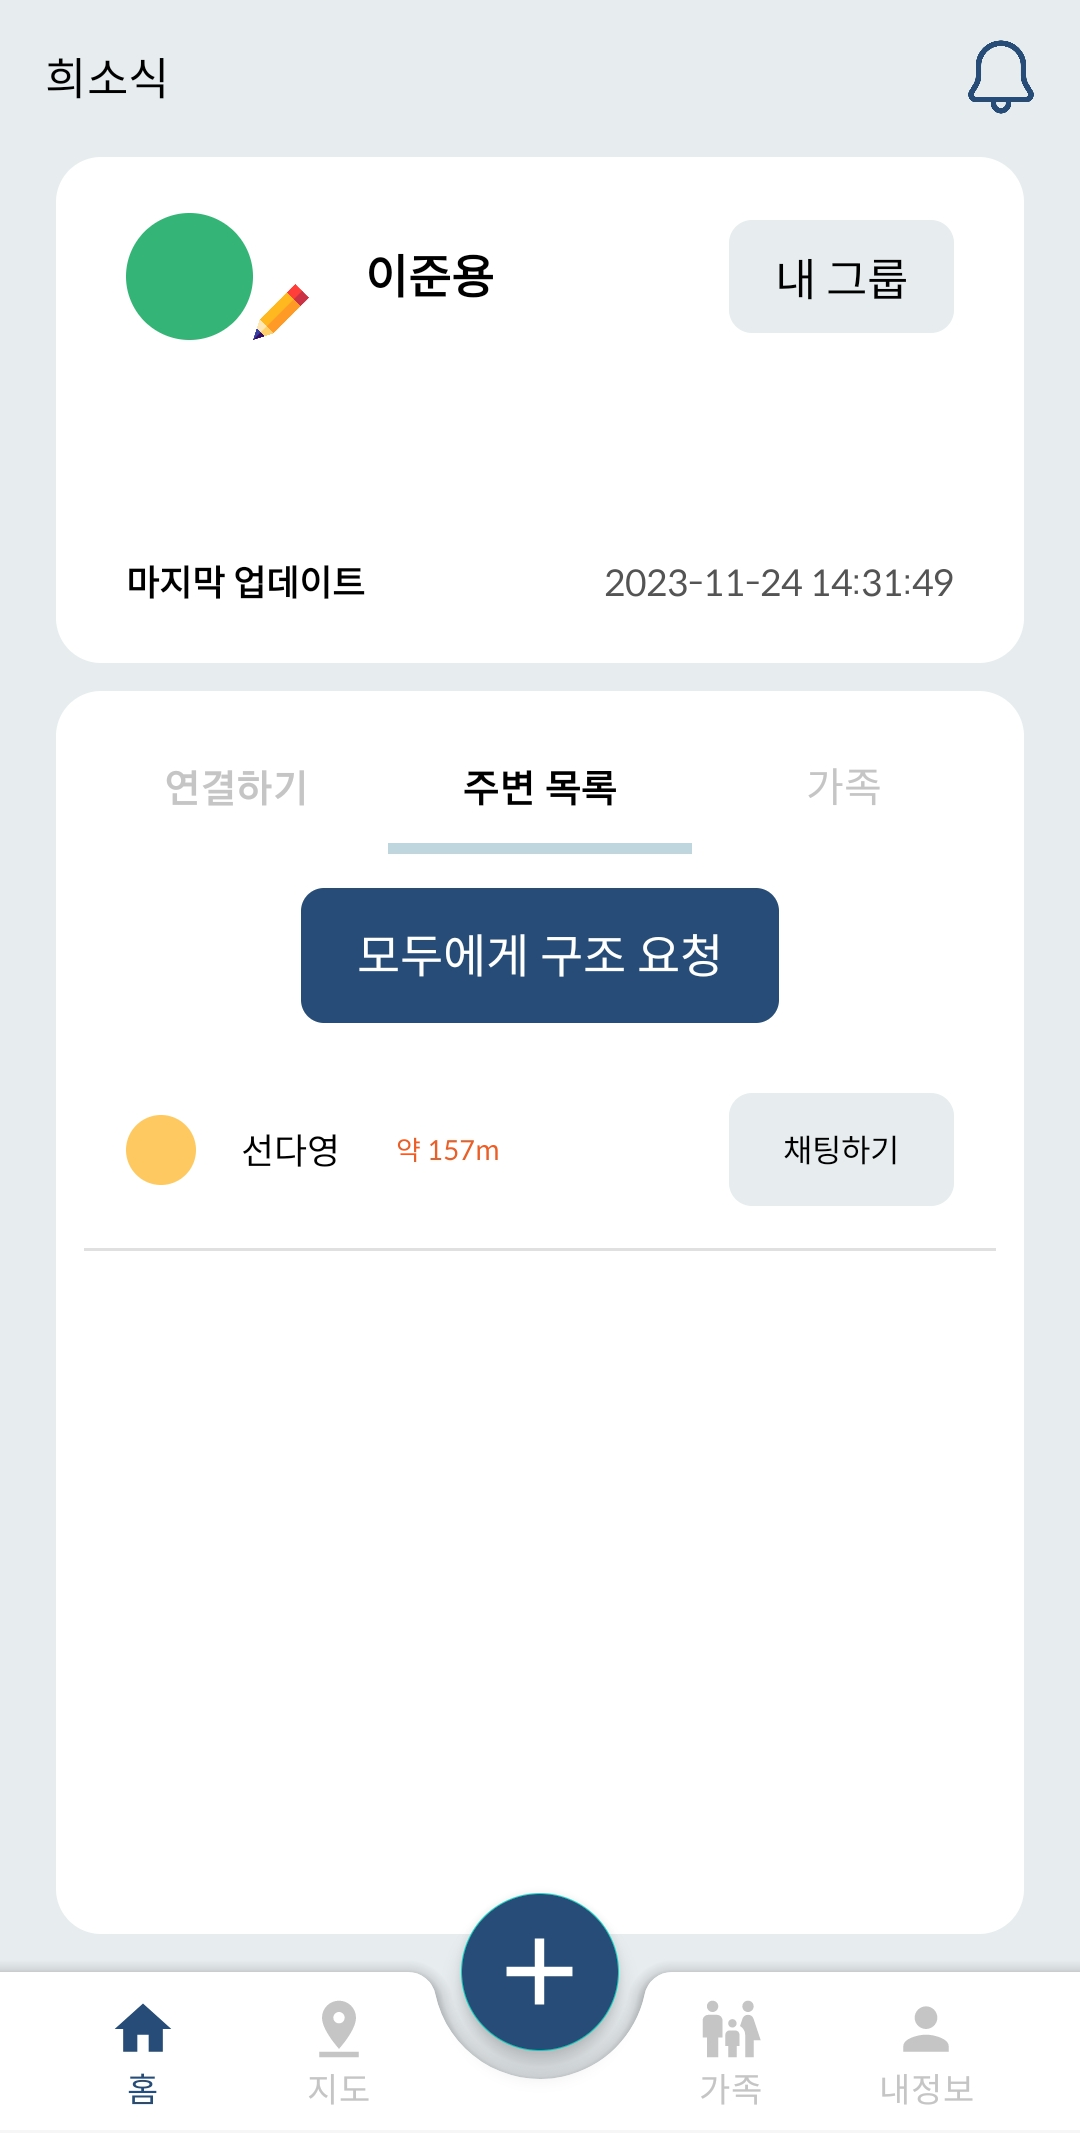 희소식
이준용
내 그룹
마지막 업데이트 2023-11-24 14:31:49
연결하기 주변 목록 가족
모두에게 구조 요청
선다영 약 157m 채팅하기
홈 지도 가족 내정보